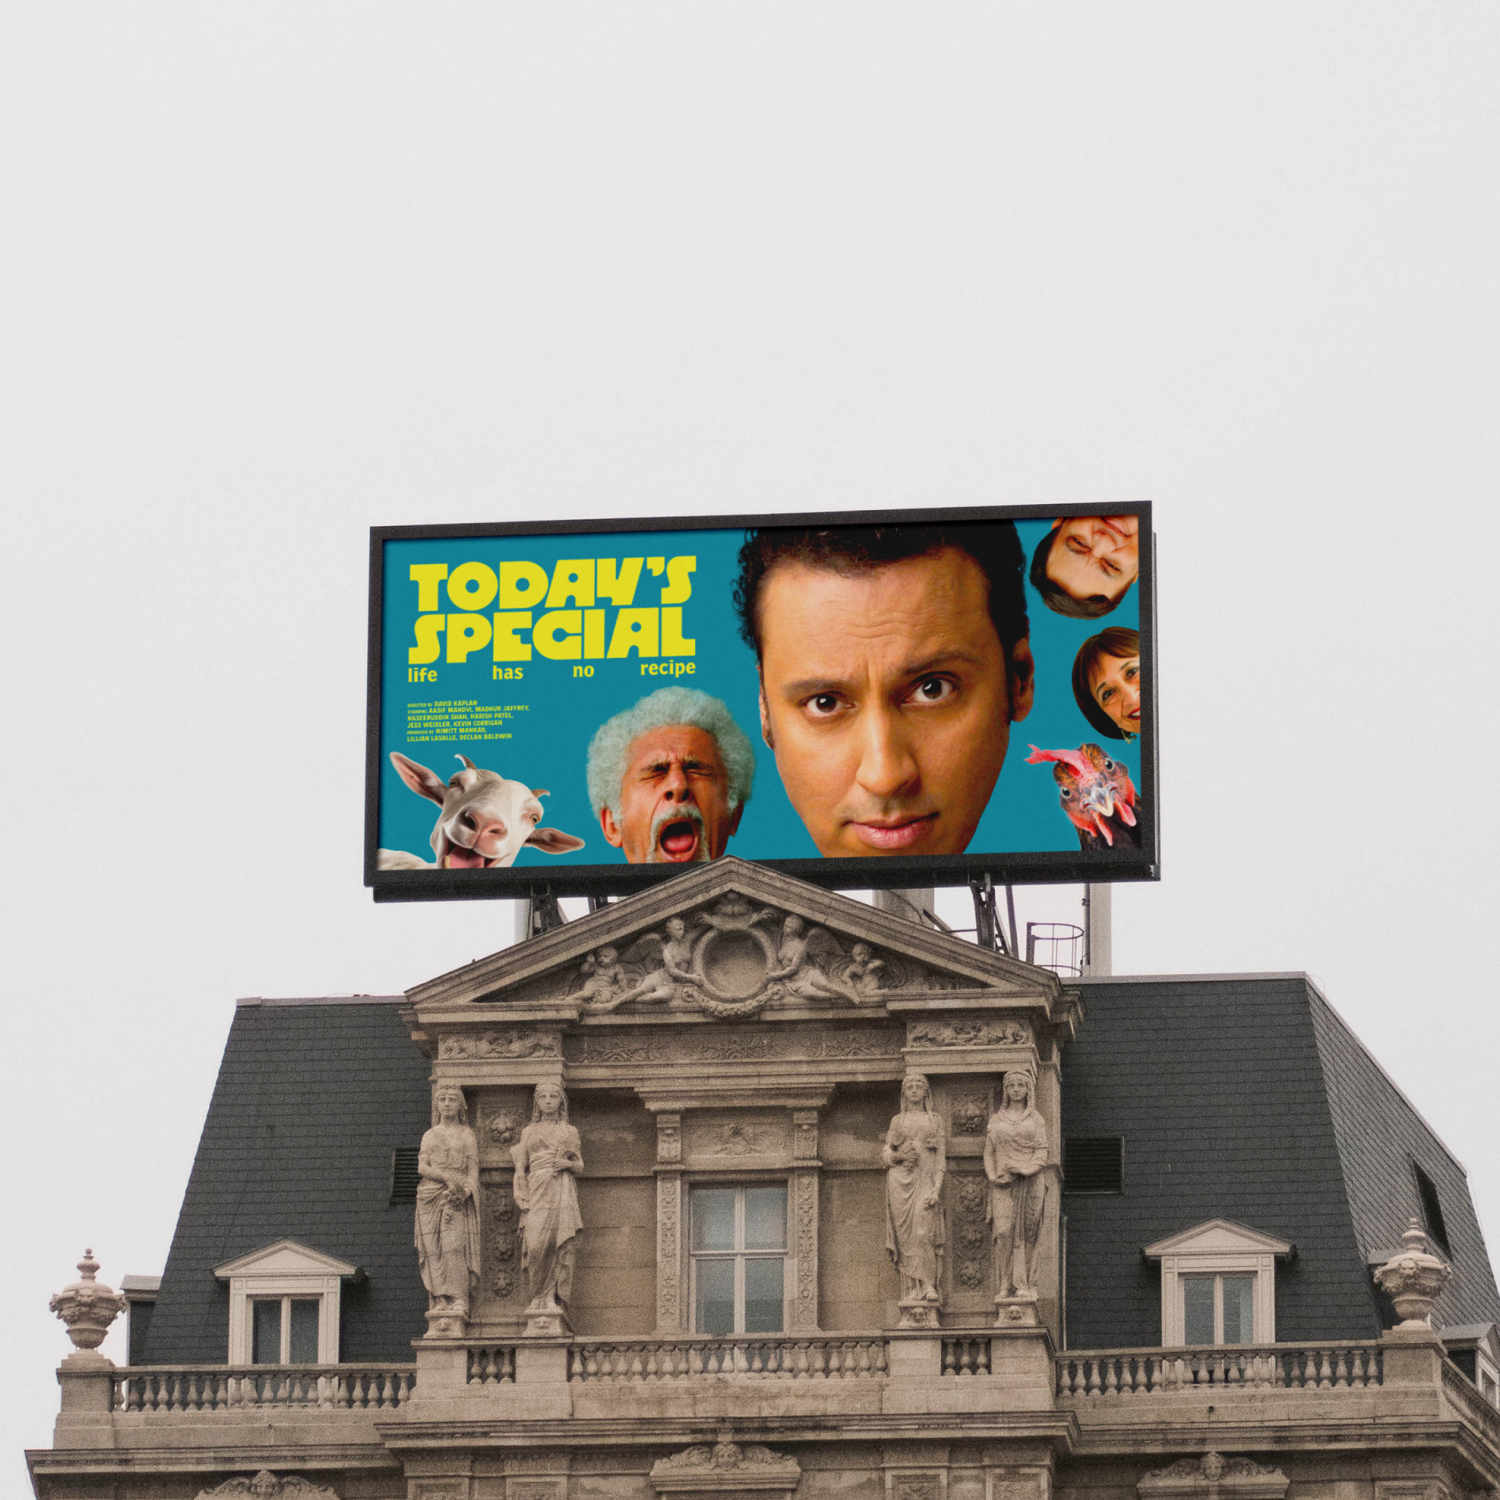 TODAY'S
SPECIAL
life has no recipe
DIRECTED BY DAVID KAPLAN
STARRING AASIF MANDVI, MADHUR JAFFREY,
NASEERUDDIN SHAH, HARISH PATEL,
JESS WEIXLER, KEVIN CORRIGAN
PRODUCED BY NIMITT MANKAD,
LILLIAN LASALLE, DECLAN BALDWIN